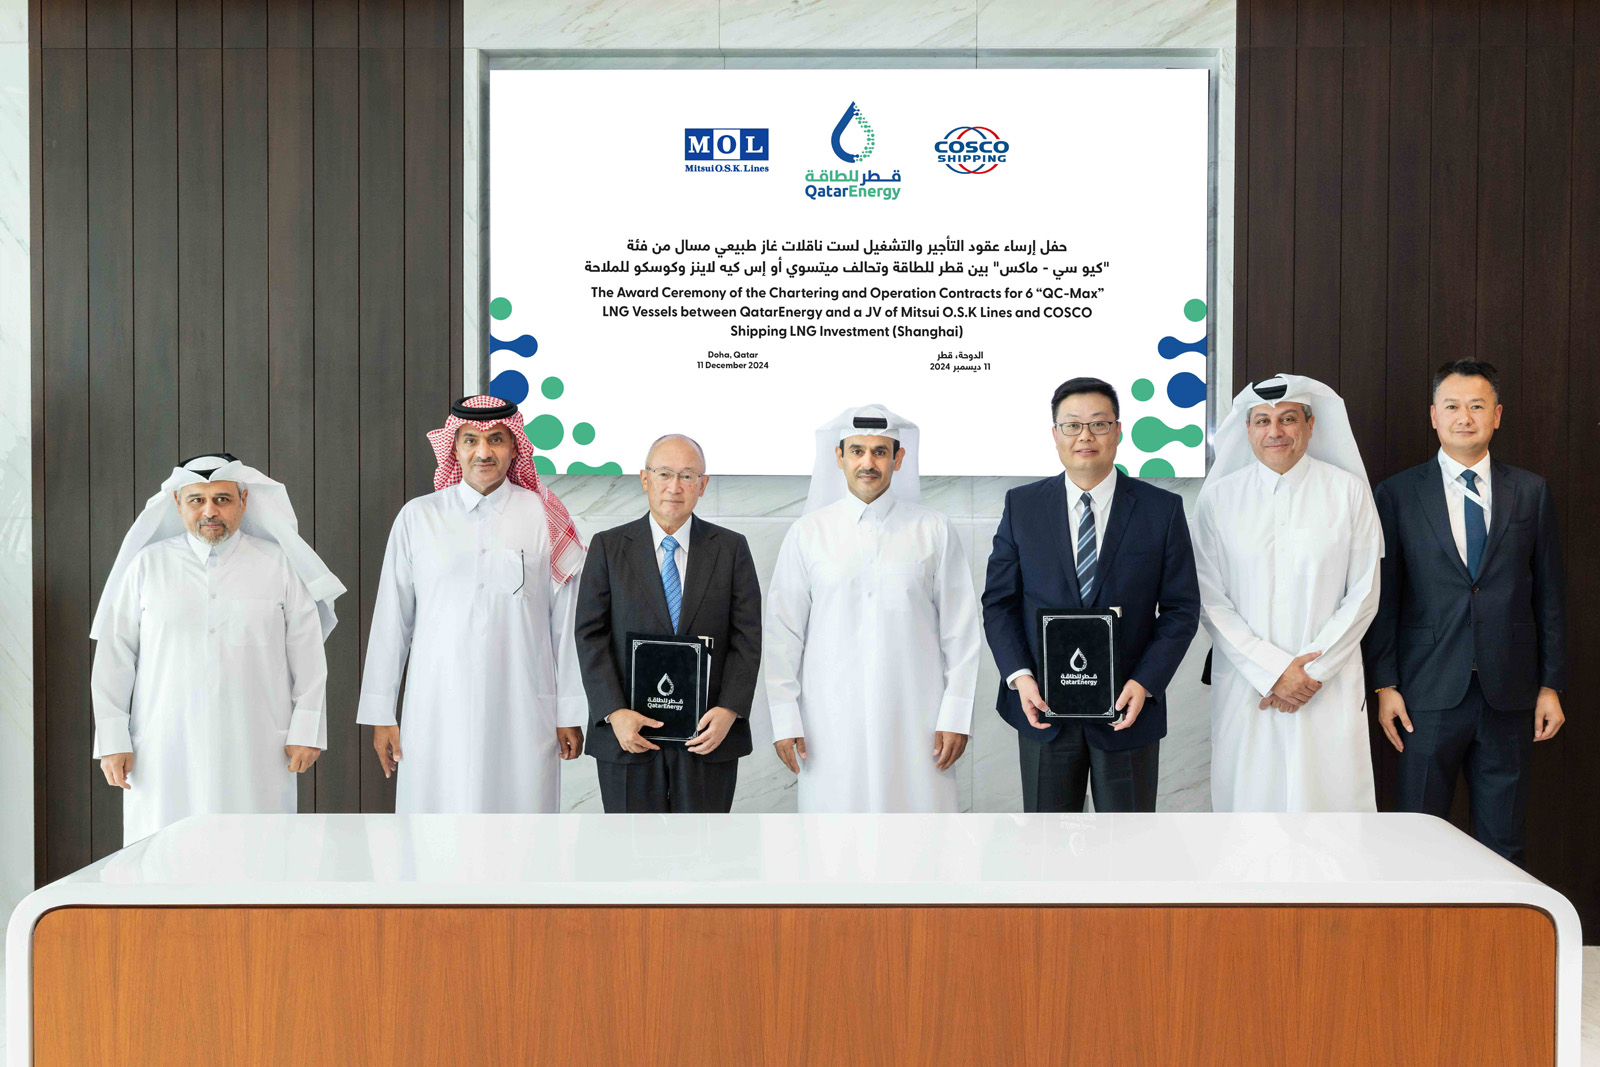 MOL
Mitsui O.S.K. Lines
قطر للطاقة
QatarEnergy
COSCO
SHIPPING
حفل إرساء عقود التأجير والتشغيل لست ناقلات غاز طبيعي مسال من فئة
"كيو سي - ماكس" بين قطر للطاقة وتحالف ميتسوي أو إس كيه لاينز وكوسكو للملاحة
The Award Ceremony of the Chartering and Operation Contracts for 6 “QC-Max”
LNG Vessels between QatarEnergy and a JV of Mitsui O.S.K Lines and COSCO
Shipping LNG Investment (Shanghai)
Doha, Qatar
11 December 2024
الدوحة، قطر
11 ديسمبر 2024
قطر للطاقة
QatarEnergy
قطر للطاقة
QatarEnergy